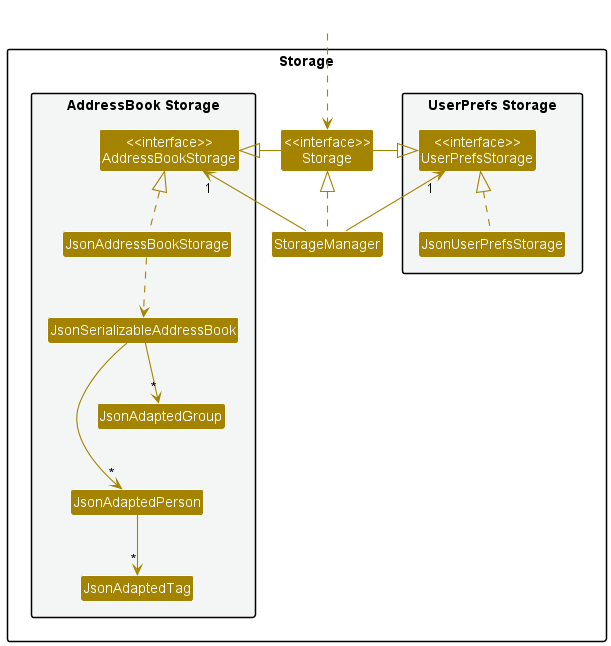 Storage
AddressBook Storage
UserPrefs Storage
<<interface>>
AddressBookStorage
<<interface>>
Storage
<<interface>>
UserPrefsStorage
1
1
JsonAddressBookStorage
StorageManager
JsonUserPrefsStorage
JsonSerializableAddressBook
*
JsonAdaptedGroup
*
JsonAdaptedPerson
*
JsonAdaptedTag